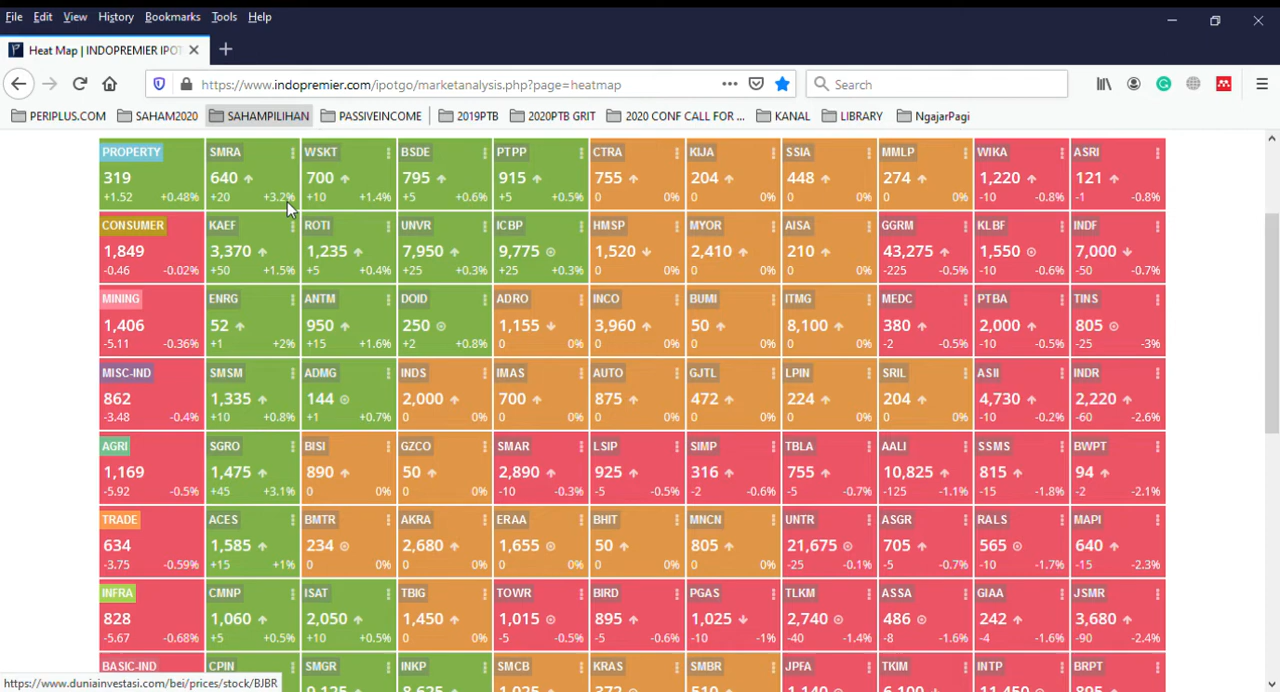 File Edit View History Bookmarks Tools Help
Heat Map | INDOPREMIER IPOT
https://www.indopremier.com/ipotgo/marketanalysis.php?page=heatmap
Search
PERIPLUS.COM SAHAM2020 SAHAMPILIHAN PASSIVEINCOME 2019PTB 2020PTB GRIT 2020 CONF CALL FOR ... KANAL LIBRARY NgajarPagi
PROPERTY SMRA WSKT BSDE PTPP CTRA KIJA SSIA MMLP WIKA ASRI
319 640 700 795 915 755 204 448 274 1,220 121
+1.52 +0.48% +20 +3.2% +10 +1.4% +5 +0.6% +5 +0.5% 0 0% 0 0% 0 0% 0 0% -10 -0.8% -1 -0.8%
CONSUMER KAEF ROTI UNVR ICBP HMSP MYOR AISA GGRM KLBF INDF
1,849 3,370 1,235 7,950 9,775 1,520 2,410 210 43,275 1,550 7,000
-0.46 -0.02% +50 +1.5% +5 +0.4% +25 +0.3% +25 +0.3% 0 0% 0 0% 0 0% -225 -0.5% -10 -0.6% -50 -0.7%
MINING ENRG ANTM DOID ADRO INCO BUMI ITMG MEDC PTBA TINS
1,406 52 950 250 1,155 3,960 50 8,100 380 2,000 805
-5.11 -0.36% +1 +2% +15 +1.6% +2 +0.8% 0 0% 0 0% 0 0% 0 0% -2 -0.5% -10 -0.5% -25 -3%
MISC-IND SMSM ADMG INDS IMAS AUTO GJTL LPIN SRIL ASII INDR
862 1,335 144 2,000 700 875 472 224 204 4,730 2,220
-3.48 -0.4% +10 +0.8% +1 +0.7% 0 0% 0 0% 0 0% 0 0% 0 0% 0 0% -10 -0.2% -60 -2.6%
AGRI SGRO BISI GZCO SMAR LSIP SIMP TBLA AALI SSMS BWPT
1,169 1,475 890 50 2,890 925 316 755 10,825 815 94
-5.92 -0.5% +45 +3.1% 0 0% 0 0% -10 -0.3% -5 -0.5% -2 -0.6% -5 -0.7% -125 -1.1% -15 -1.8% -2 -2.1%
TRADE ACES BMTR AKRA ERAA BHIT MNCN UNTR ASGR RALS MAPI
634 1,585 234 2,680 1,655 50 805 21,675 705 565 640
-3.75 -0.59% +15 +1% 0 0% 0 0% 0 0% 0 0% 0 0% -25 -0.1% -5 -0.7% -10 -1.7% -15 -2.3%
INFRA CMNP ISAT TBIG TOWR BIRD PGAS TLKM ASSA GIAA JSMR
828 1,060 2,050 1,450 1,015 895 1,025 2,740 486 242 3,680
-5.67 -0.68% +5 +0.5% +10 +0.5% 0 0% -5 -0.5% -5 -0.6% -10 -1% -40 -1.4% -8 -1.6% -4 -1.6% -90 -2.4%
BASIC-IND CPIN SMGR INKP SMCB KRAS SMBR JPFA TKIM INTP BRPT
9,125 8,625 1,025 372 510 1,140 6,100 11,450 895
https://www.duniainvestasi.com/bei/prices/stock/BJBR